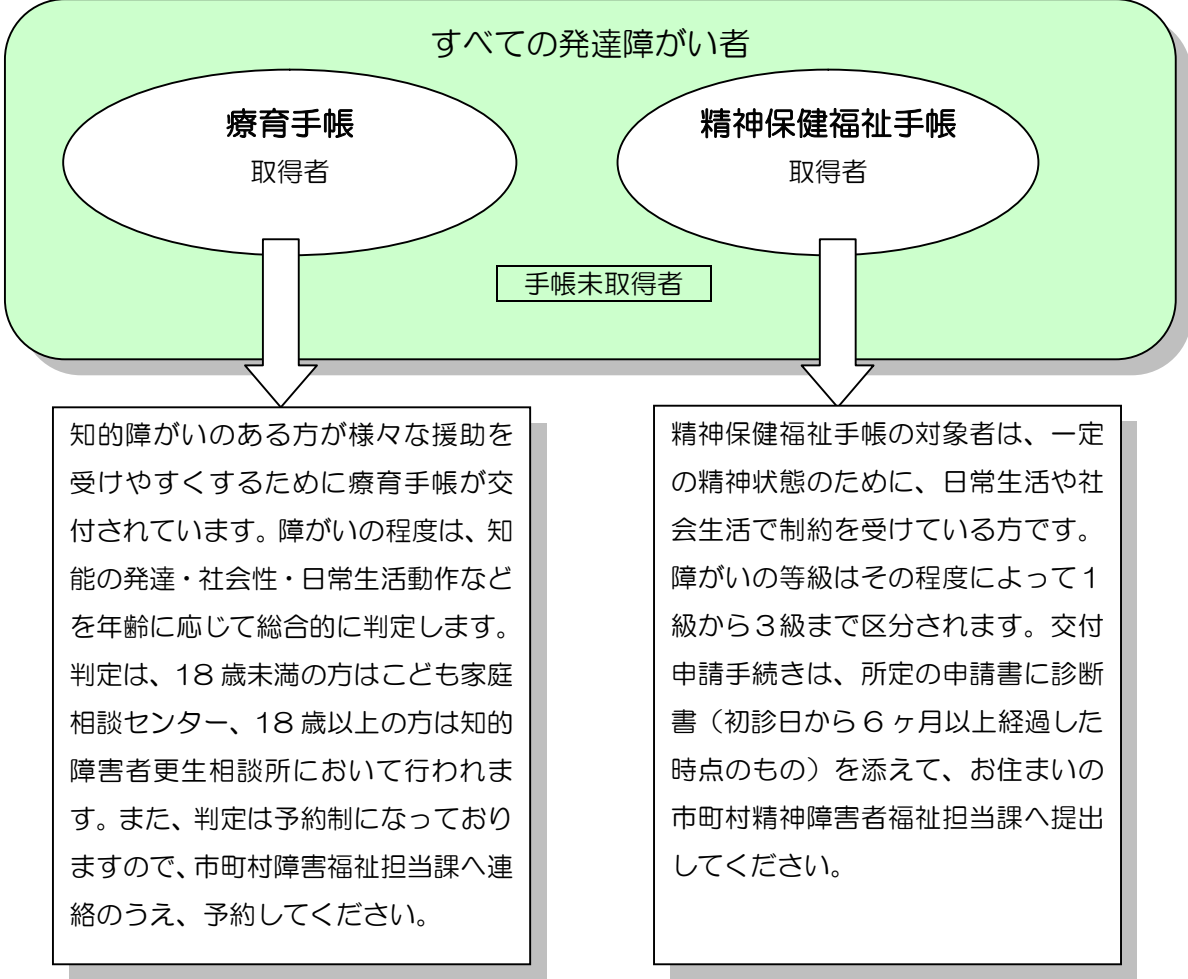 すべての発達障がい者
療育手帳
取得者
精神保健福祉手帳
取得者
手帳未取得者
知的障がいのある方が様々な援助を
受けやすくするために療育手帳が交
付されています。障がいの程度は、知
能の発達・社会性・日常生活動作など
を年齢に応じて総合的に判定します。
判定は、18 歳未満の方はこども家庭
相談センター、18 歳以上の方は知的
障害者更生相談所において行われま
す。また、判定は予約制になっており
ますので、市町村障害福祉担当課へ連
絡のうえ、予約してください。
精神保健福祉手帳の対象者は、一定
の精神状態のために、日常生活や社
会生活で制約を受けている方です。
障がいの等級はその程度によって１
級から３級まで区分されます。交付
申請手続きは、所定の申請書に診断
書（初診日から６ヶ月以上経過した
時点のもの）を添えて、お住まいの
市町村精神障害者福祉担当課へ提出
してください。